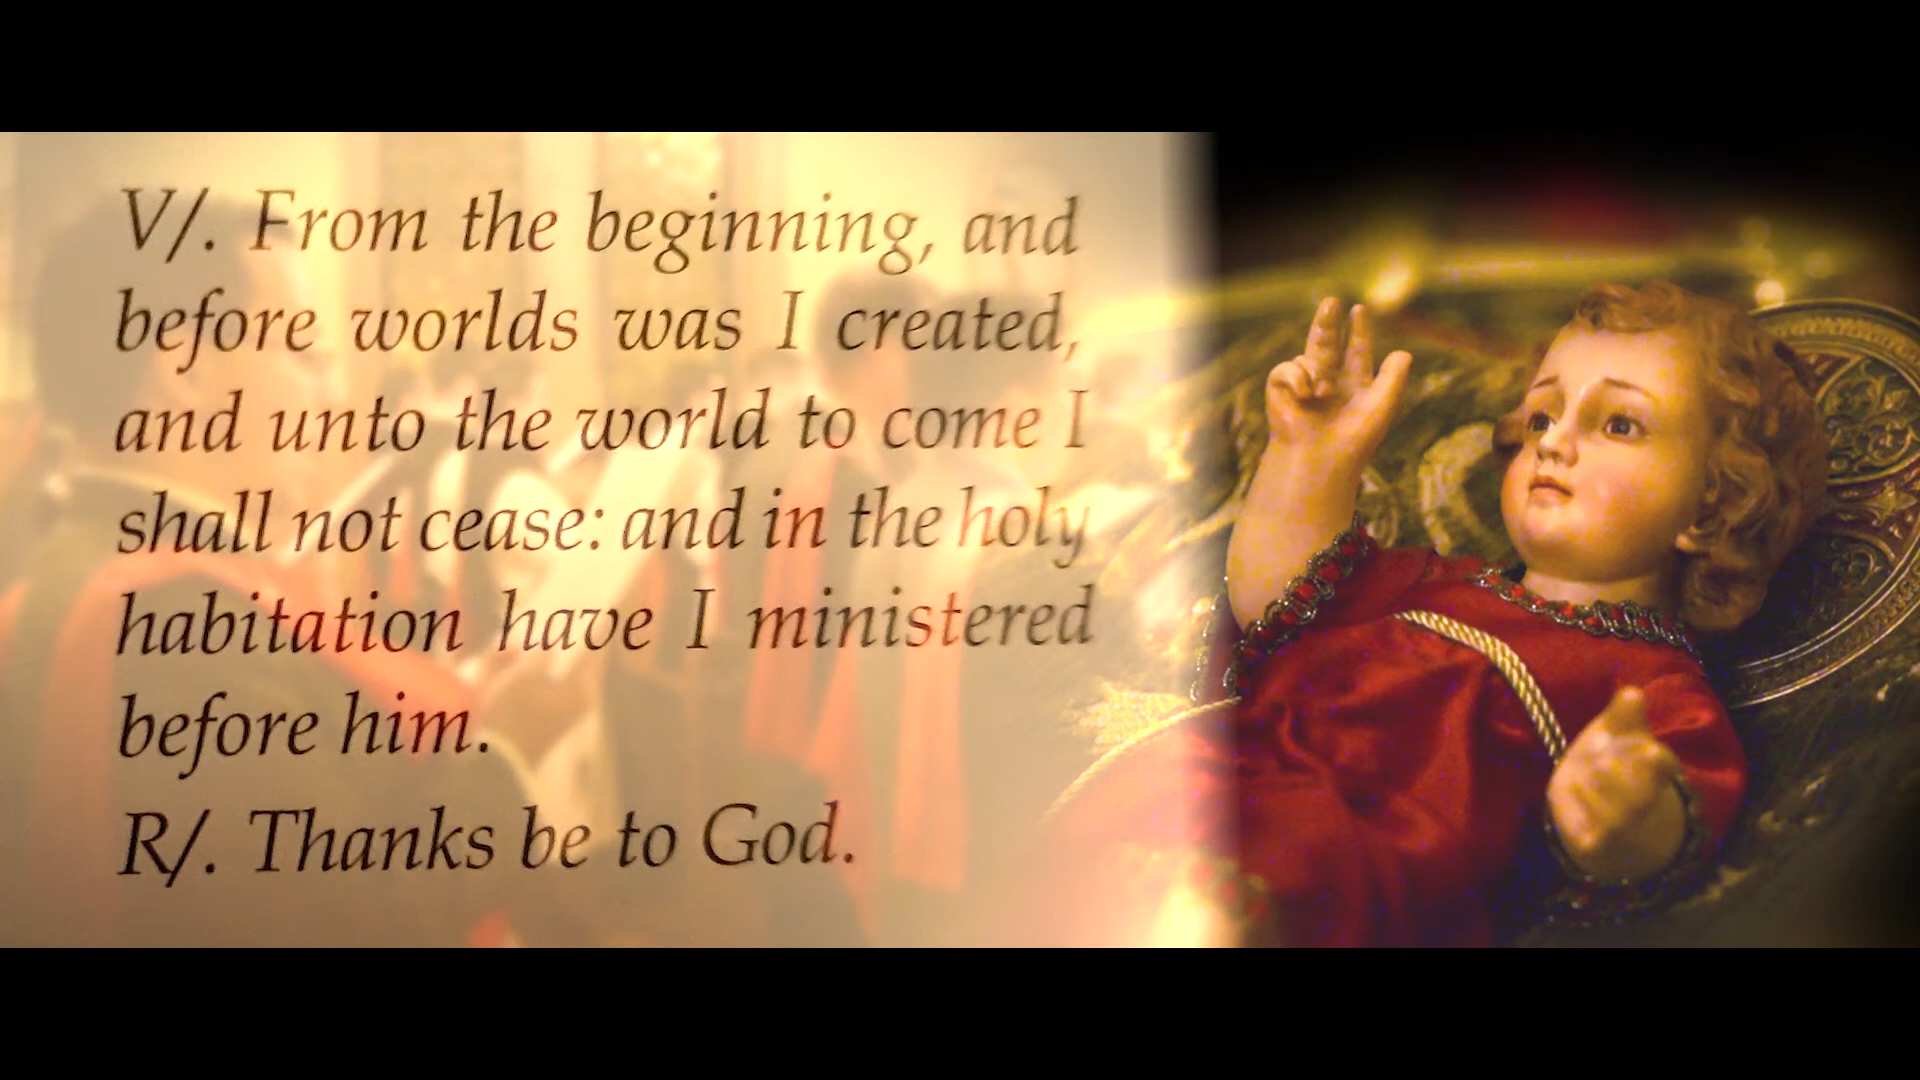 V/. From the beginning, and
before worlds was I created,
and unto the world to come I
shall not cease: and in the holy
habitation have I ministered
before him.
R/. Thanks be to God.